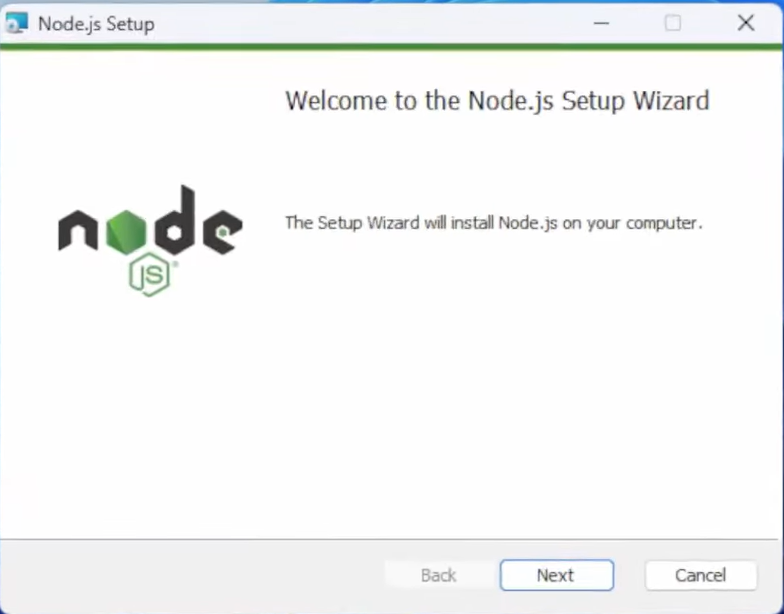 Node.js Setup
Welcome to the Node.js Setup Wizard
node
JS®
The Setup Wizard will install Node.js on your computer.
Back
Next
Cancel